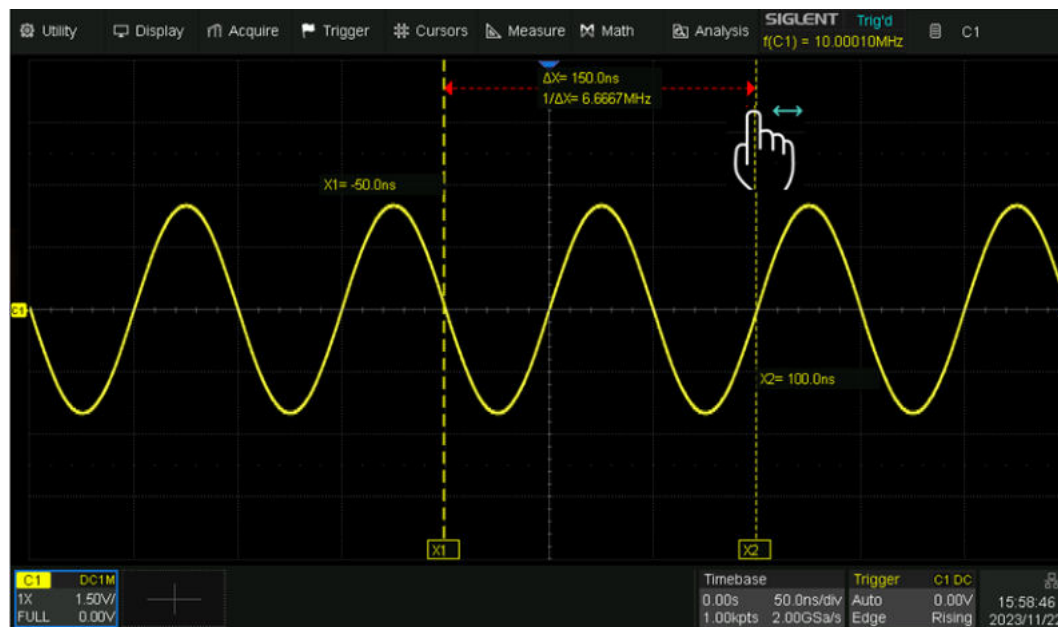 Utility Display Acquire Trigger Cursors Measure Math Analysis
SIGLENT Trig'd
f(C1) = 10.00010MHz
C1
ΔX= 150.0ns
1/ΔX= 6.6667MHz
X1= -50.0ns
C1
X2= 100.0ns
X1 X2
C1 DC1M
1X 1.50V/
FULL 0.00V
Timebase
0.00s 50.0ns/div
1.00kpts 2.00GSa/s
Trigger C1 DC
Auto 0.00V
Edge Rising
15:58:46